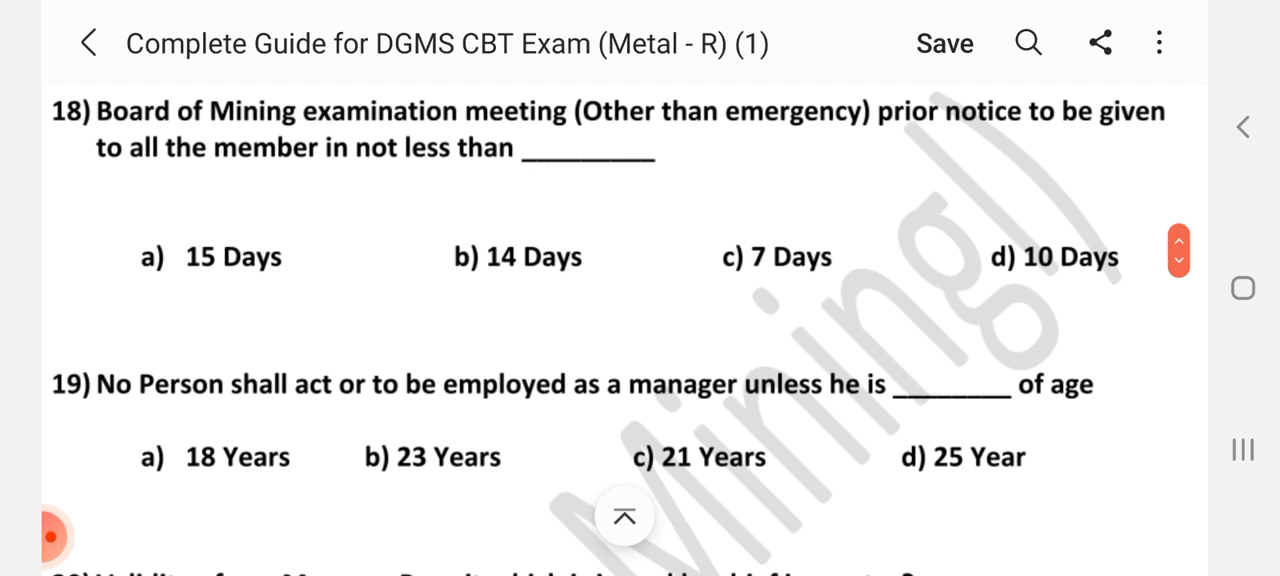 Complete Guide for DGMS CBT Exam (Metal - R) (1) Save
18) Board of Mining examination meeting (Other than emergency) prior notice to be given
to all the member in not less than __________
a) 15 Days b) 14 Days c) 7 Days d) 10 Days
19) No Person shall act or to be employed as a manager unless he is _________ of age
a) 18 Years b) 23 Years c) 21 Years d) 25 Year
Mining!)